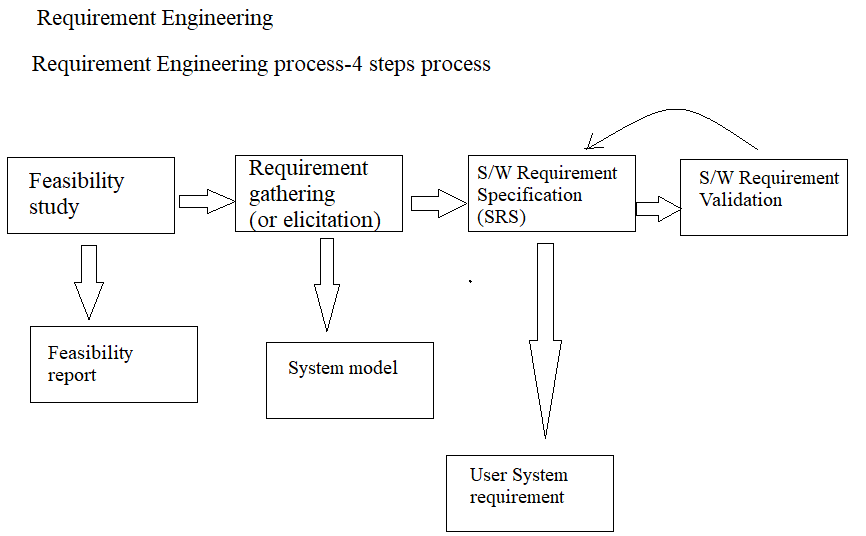 Requirement Engineering
Requirement Engineering process-4 steps process
Feasibility
study
Requirement
gathering
(or elicitation)
S/W Requirement
Specification
(SRS)
S/W Requirement
Validation
Feasibility
report
System model
User System
requirement